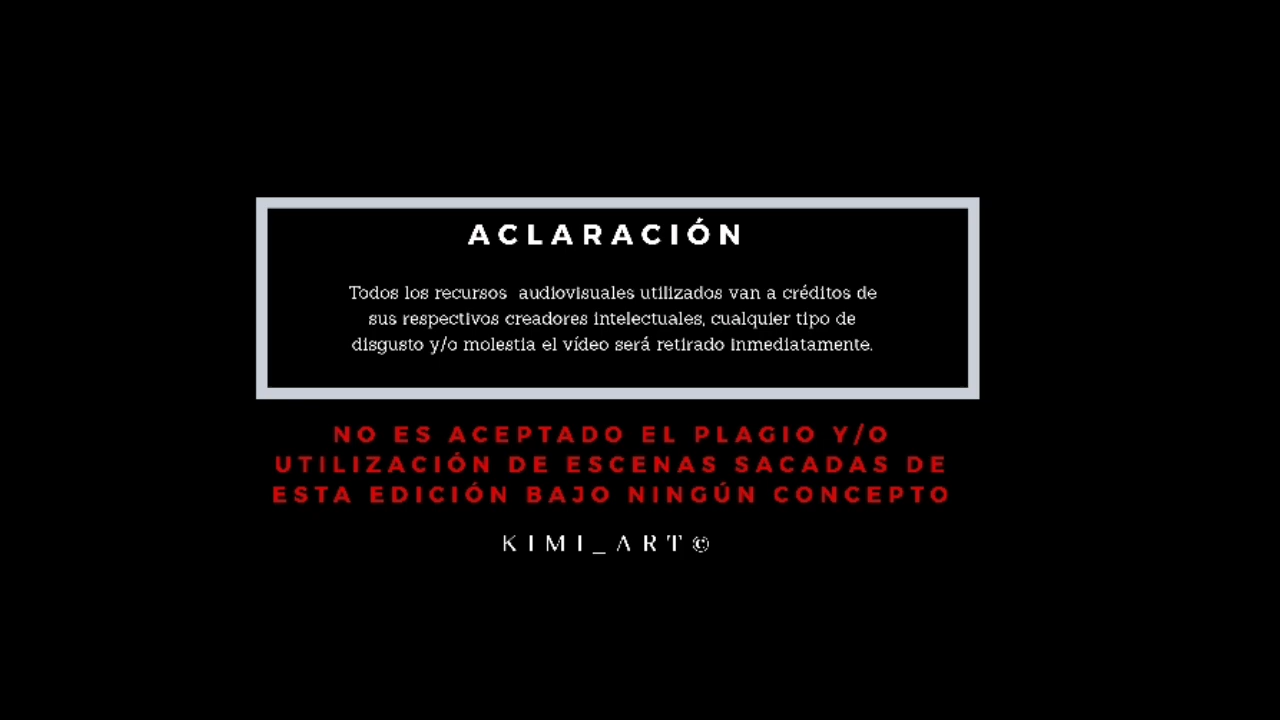 ACLARACIÓN
Todos los recursos audiovisuales utilizados van a créditos de
sus respectivos creadores intelectuales, cualquier tipo de
disgusto y/o molestia el vídeo será retirado inmediatamente.
NO ES ACEPTADO EL PLAGIO Y/O
UTILIZACIÓN DE ESCENAS SACADAS DE
ESTA EDICIÓN BAJO NINGÚN CONCEPTO
KIMI_ART©